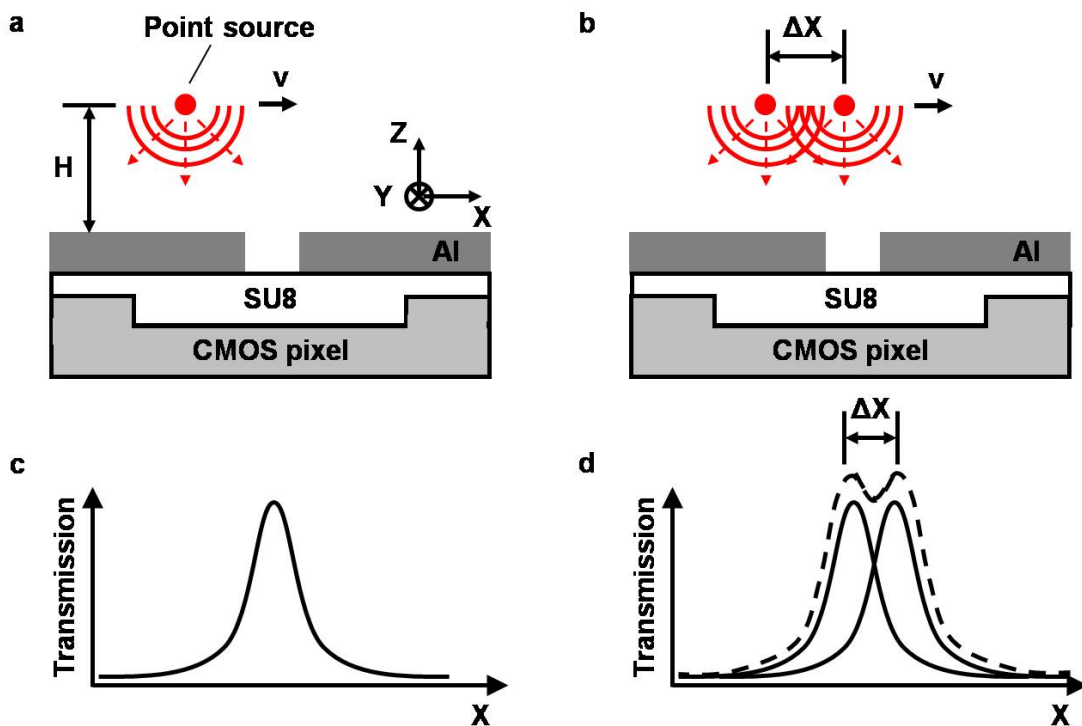 a
Point source
v
H
Z
Y
X
Al
SU8
CMOS pixel
b
ΔX
v
Al
SU8
CMOS pixel
c
Transmission
X
d
ΔX
Transmission
X